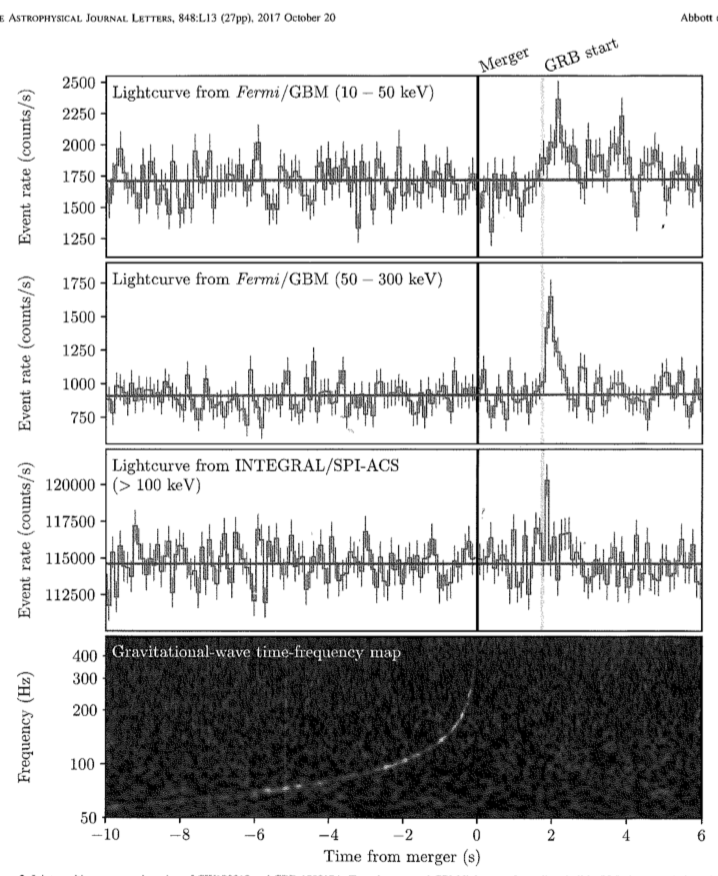 E ASTROPHYSICAL JOURNAL LETTERS, 848:L13 (27pp), 2017 October 20
Abbott
Merger
GRB start
Lightcurve from Fermi/GBM (10 − 50 keV)
Event rate (counts/s)
2500
2250
2000
1750
1500
1250
Lightcurve from Fermi/GBM (50 − 300 keV)
Event rate (counts/s)
1750
1500
1250
1000
750
Lightcurve from INTEGRAL/SPI-ACS
(> 100 keV)
Event rate (counts/s)
120000
117500
115000
112500
Gravitational-wave time-frequency map
Frequency (Hz)
400
300
200
100
50
−10 −8 −6 −4 −2 0 2 4 6
Time from merger (s)